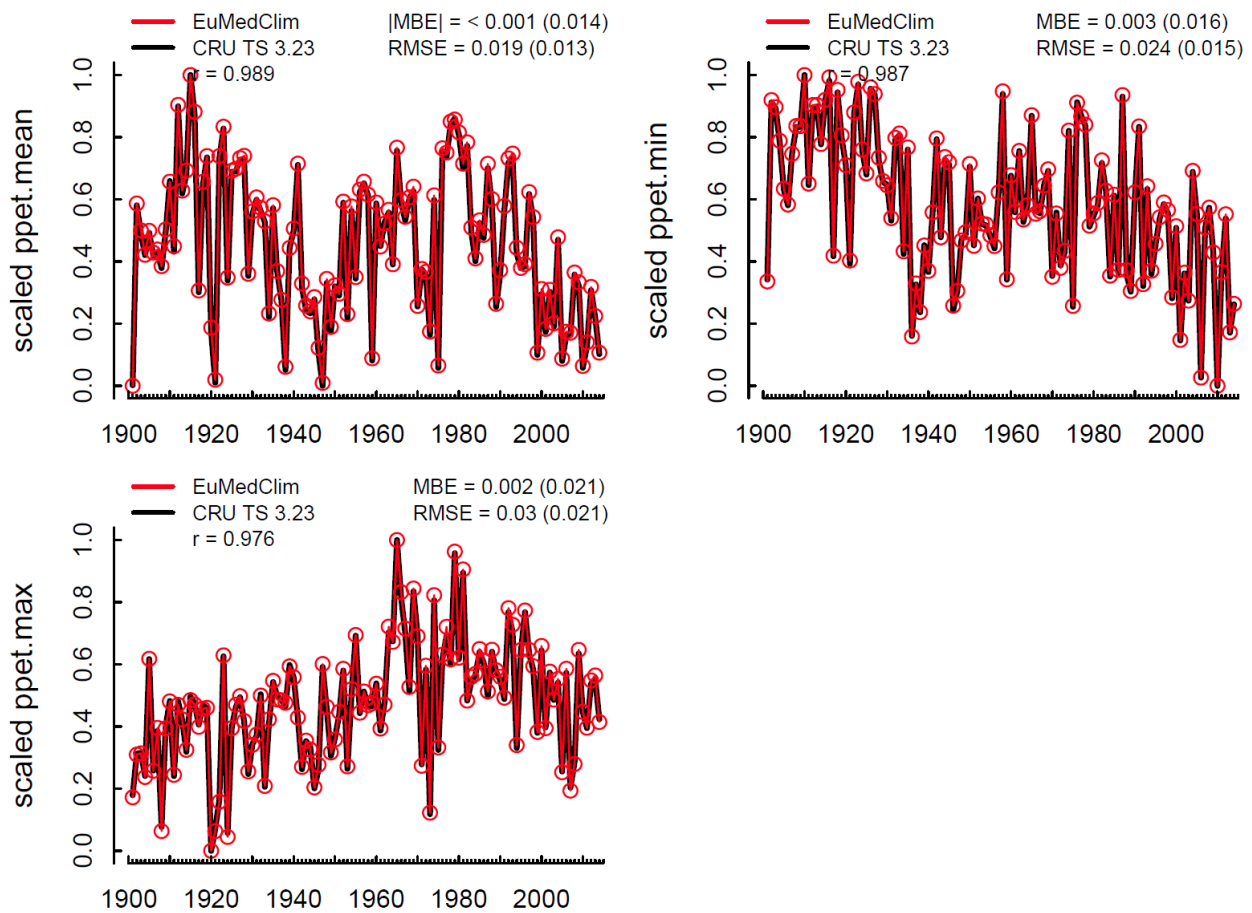 EuMedClim |MBE| = < 0.001 (0.014)
CRU TS 3.23 RMSE = 0.019 (0.013)
r = 0.989
scaled ppet.mean
1.0
0.8
0.6
0.4
0.2
0.0
1900 1920 1940 1960 1980 2000
EuMedClim MBE = 0.003 (0.016)
CRU TS 3.23 RMSE = 0.024 (0.015)
r = 0.987
scaled ppet.min
1.0
0.8
0.6
0.4
0.2
0.0
1900 1920 1940 1960 1980 2000
EuMedClim MBE = 0.002 (0.021)
CRU TS 3.23 RMSE = 0.03 (0.021)
r = 0.976
scaled ppet.max
1.0
0.8
0.6
0.4
0.2
0.0
1900 1920 1940 1960 1980 2000